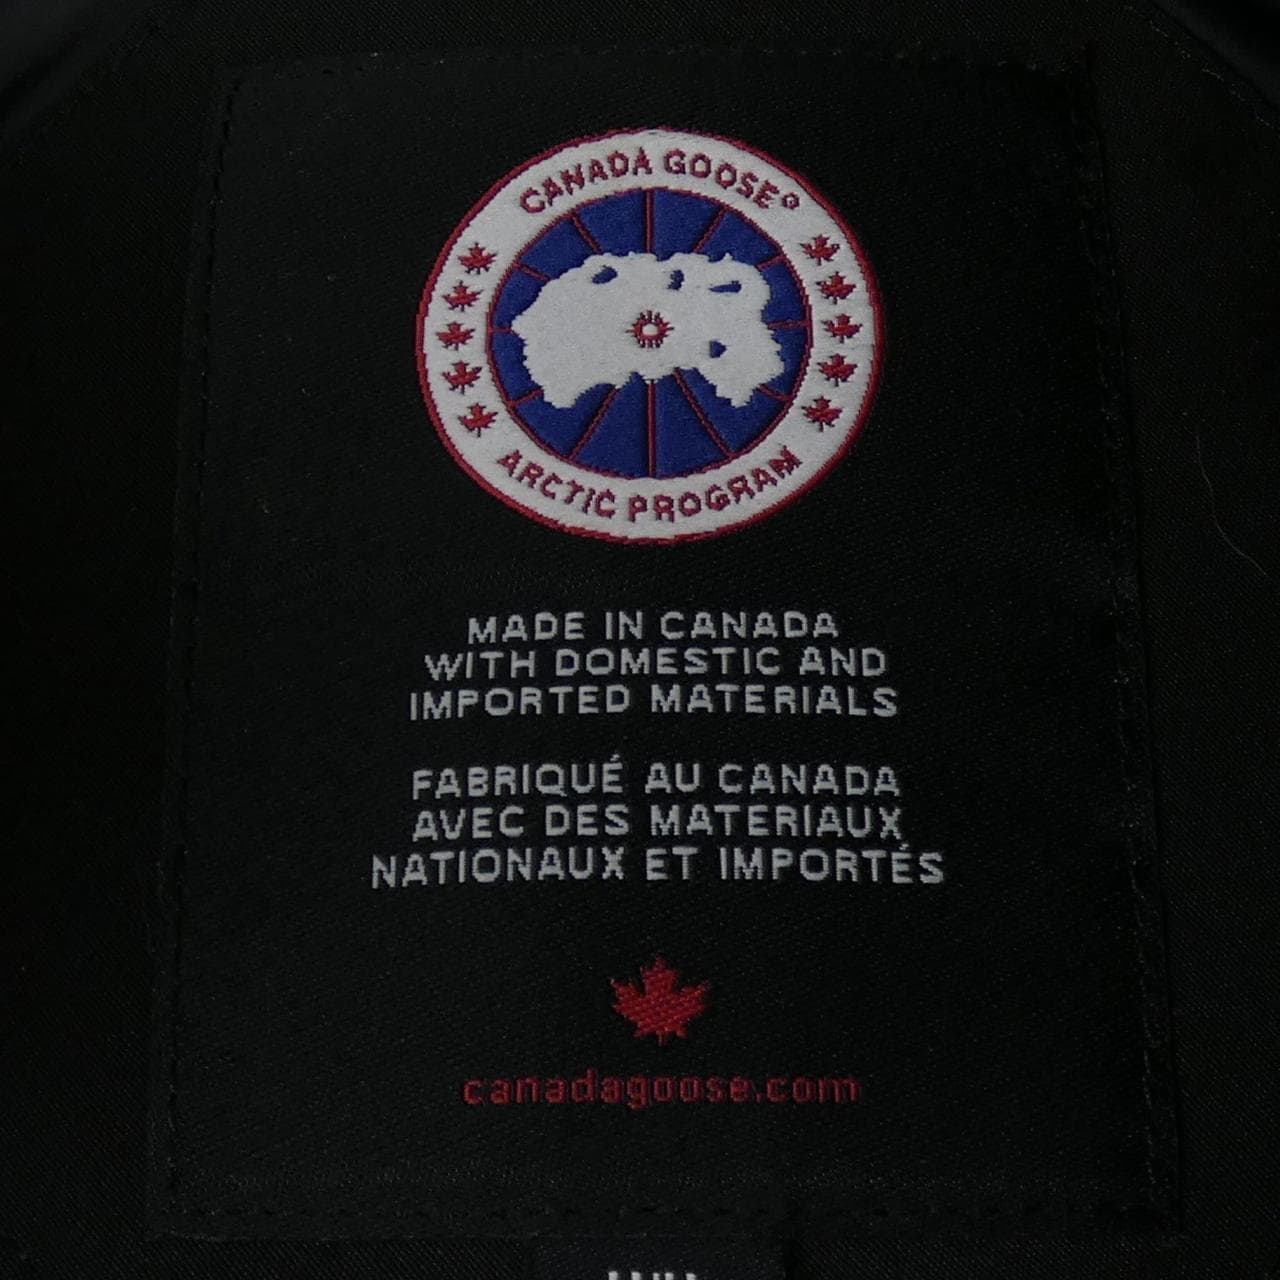 CANADA GOOSE®
ARCTIC PROGRAM
MADE IN CANADA
WITH DOMESTIC AND
IMPORTED MATERIALS
FABRIQUÉ AU CANADA
AVEC DES MATERIAUX
NATIONAUX ET IMPORTÉS
canadagoose.com